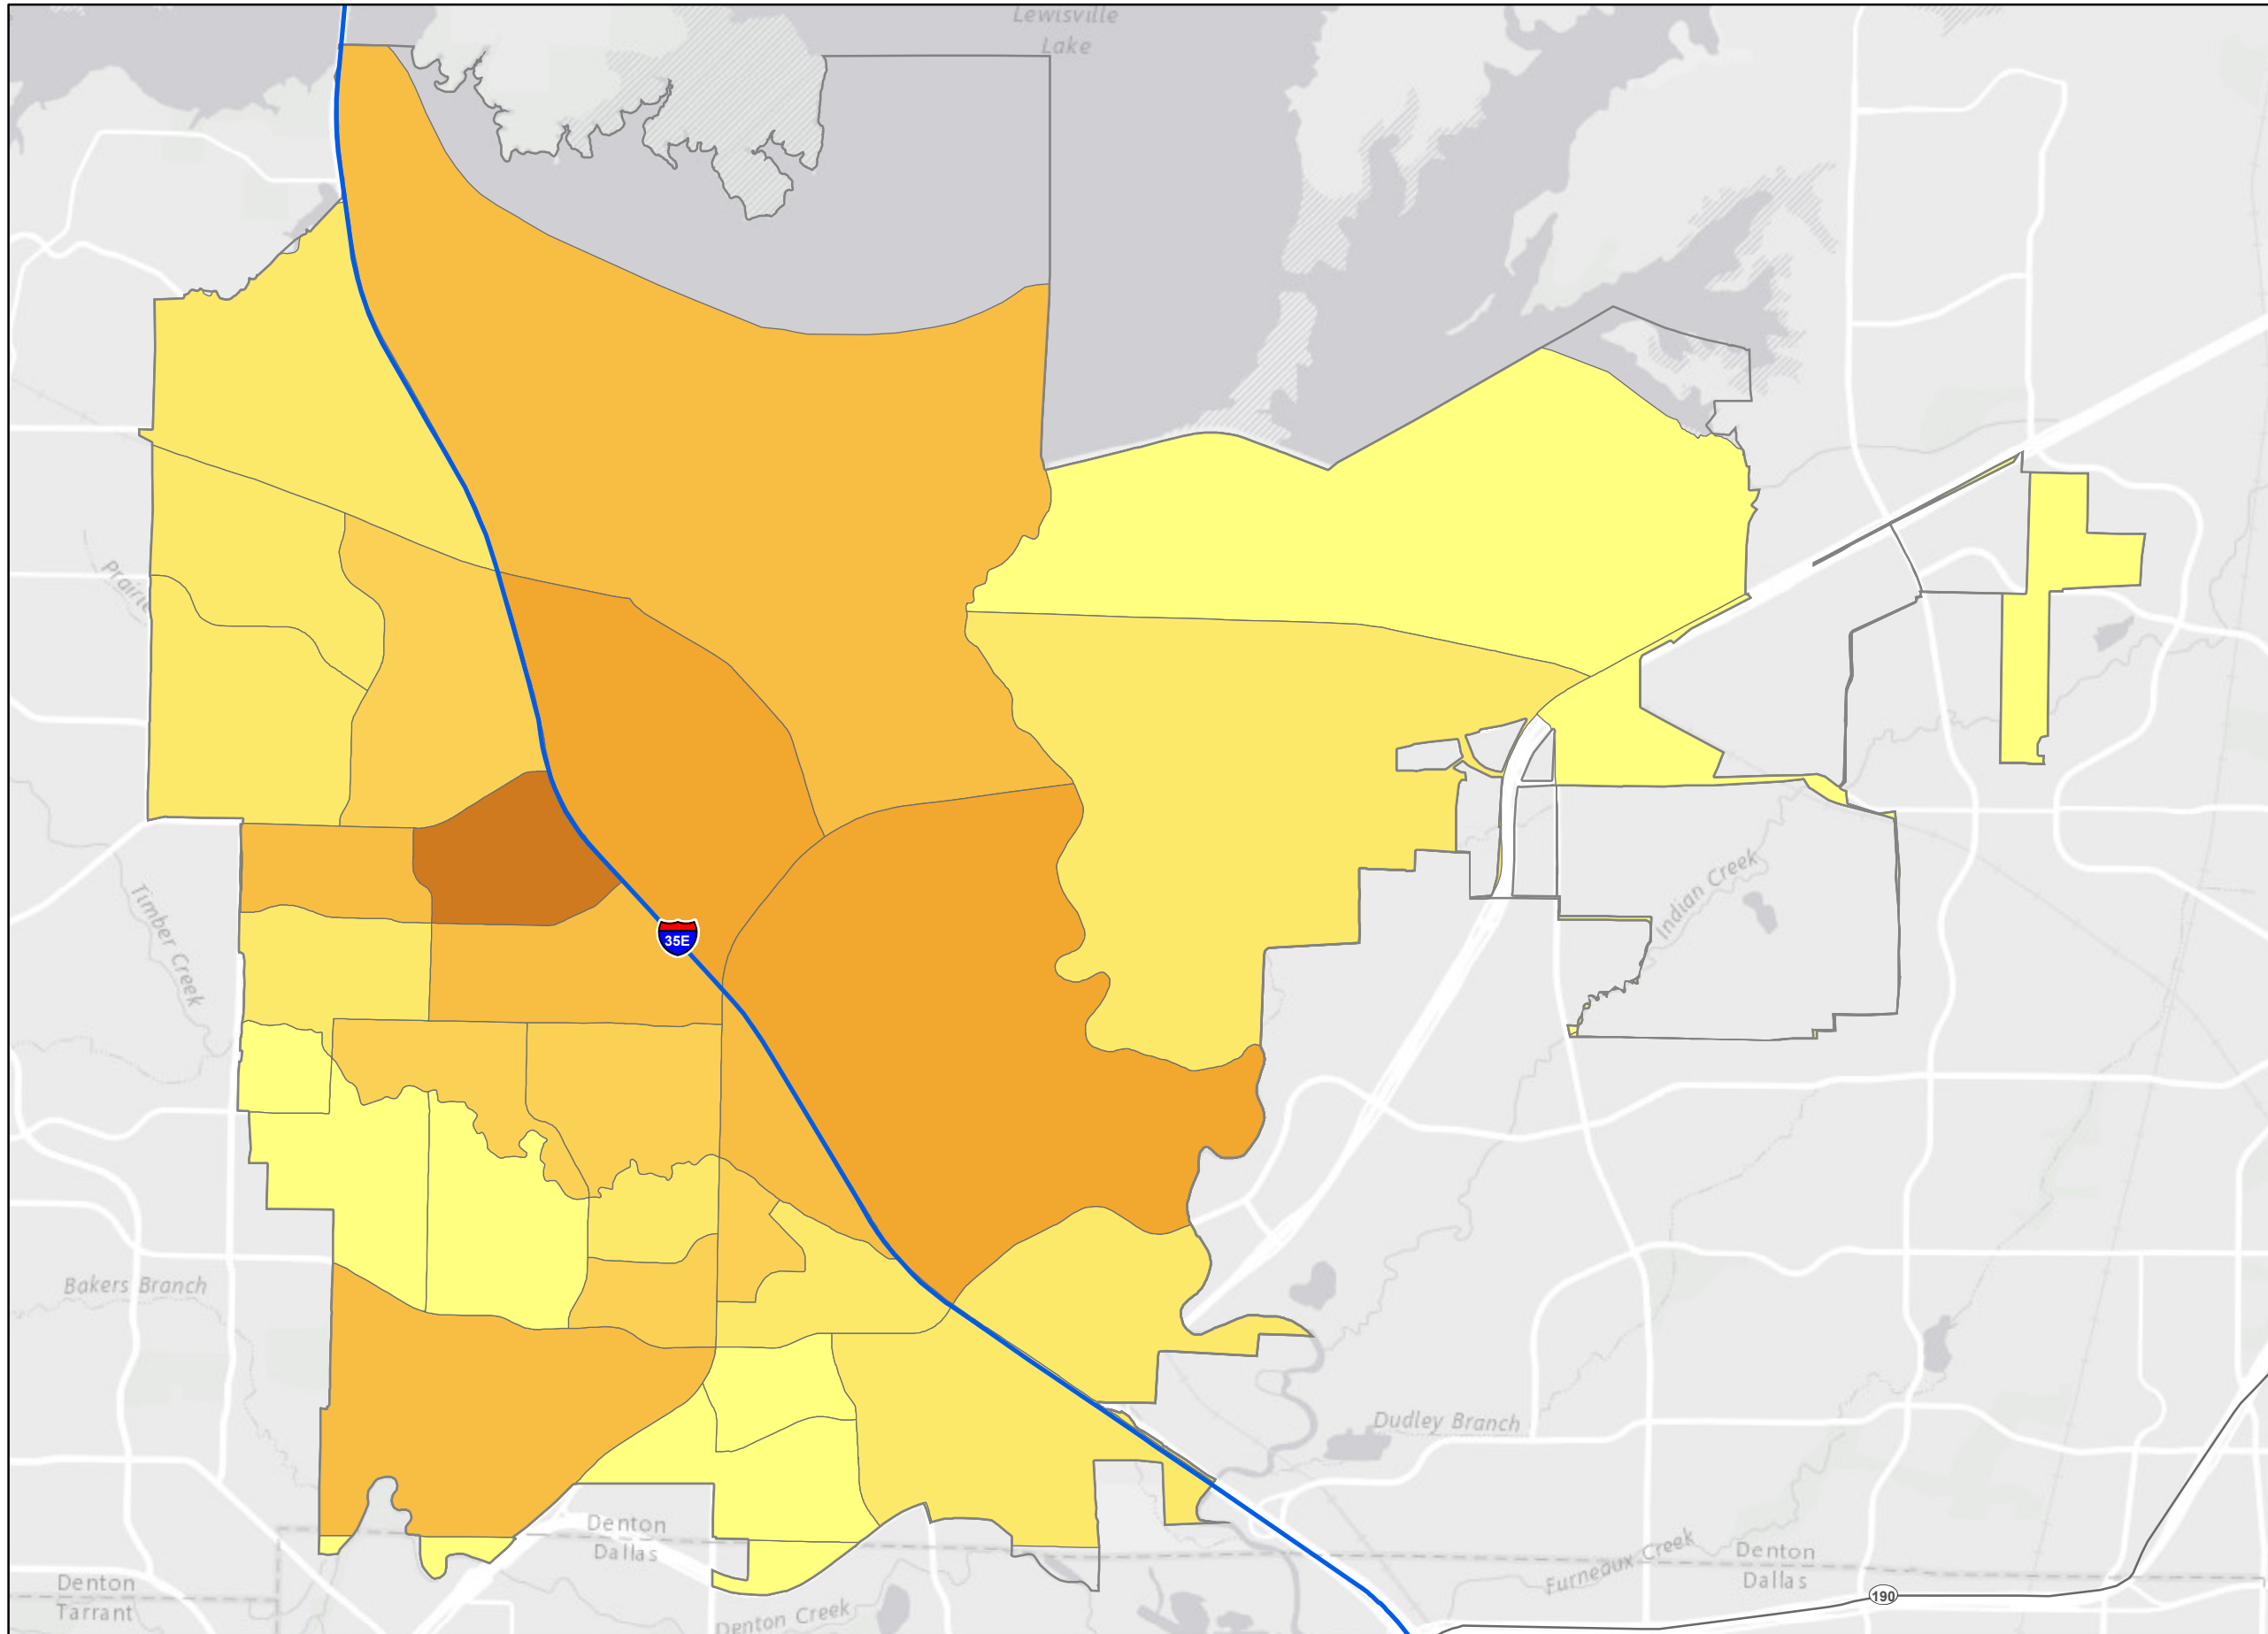 Lewisville
Lake
Prairie
Timber Creek
35E
Indian Creek
Bakers Branch
Dudley Branch
Denton
Dallas
Furneaux Creek
Denton
Dallas
Denton
Tarrant
Denton Creek
190